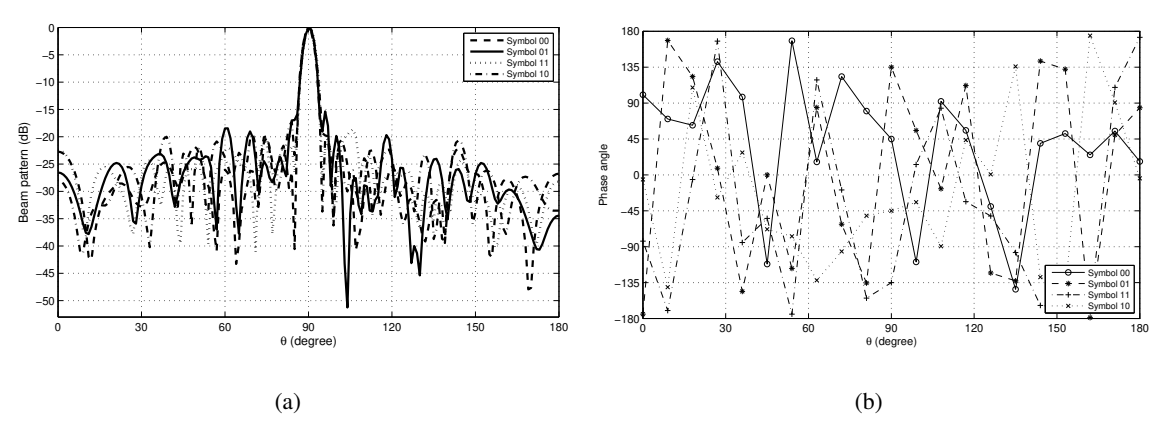 0
−5
−10
−15
−20
−25
−30
−35
−40
−45
−50
Beam pattern (dB)
0 30 60 90 120 150 180
θ (degree)
Symbol 00
Symbol 01
Symbol 11
Symbol 10
(a)
180
135
90
45
0
−45
−90
−135
−180
Phase angle
0 30 60 90 120 150 180
θ (degree)
Symbol 00
Symbol 01
Symbol 11
Symbol 10
(b)